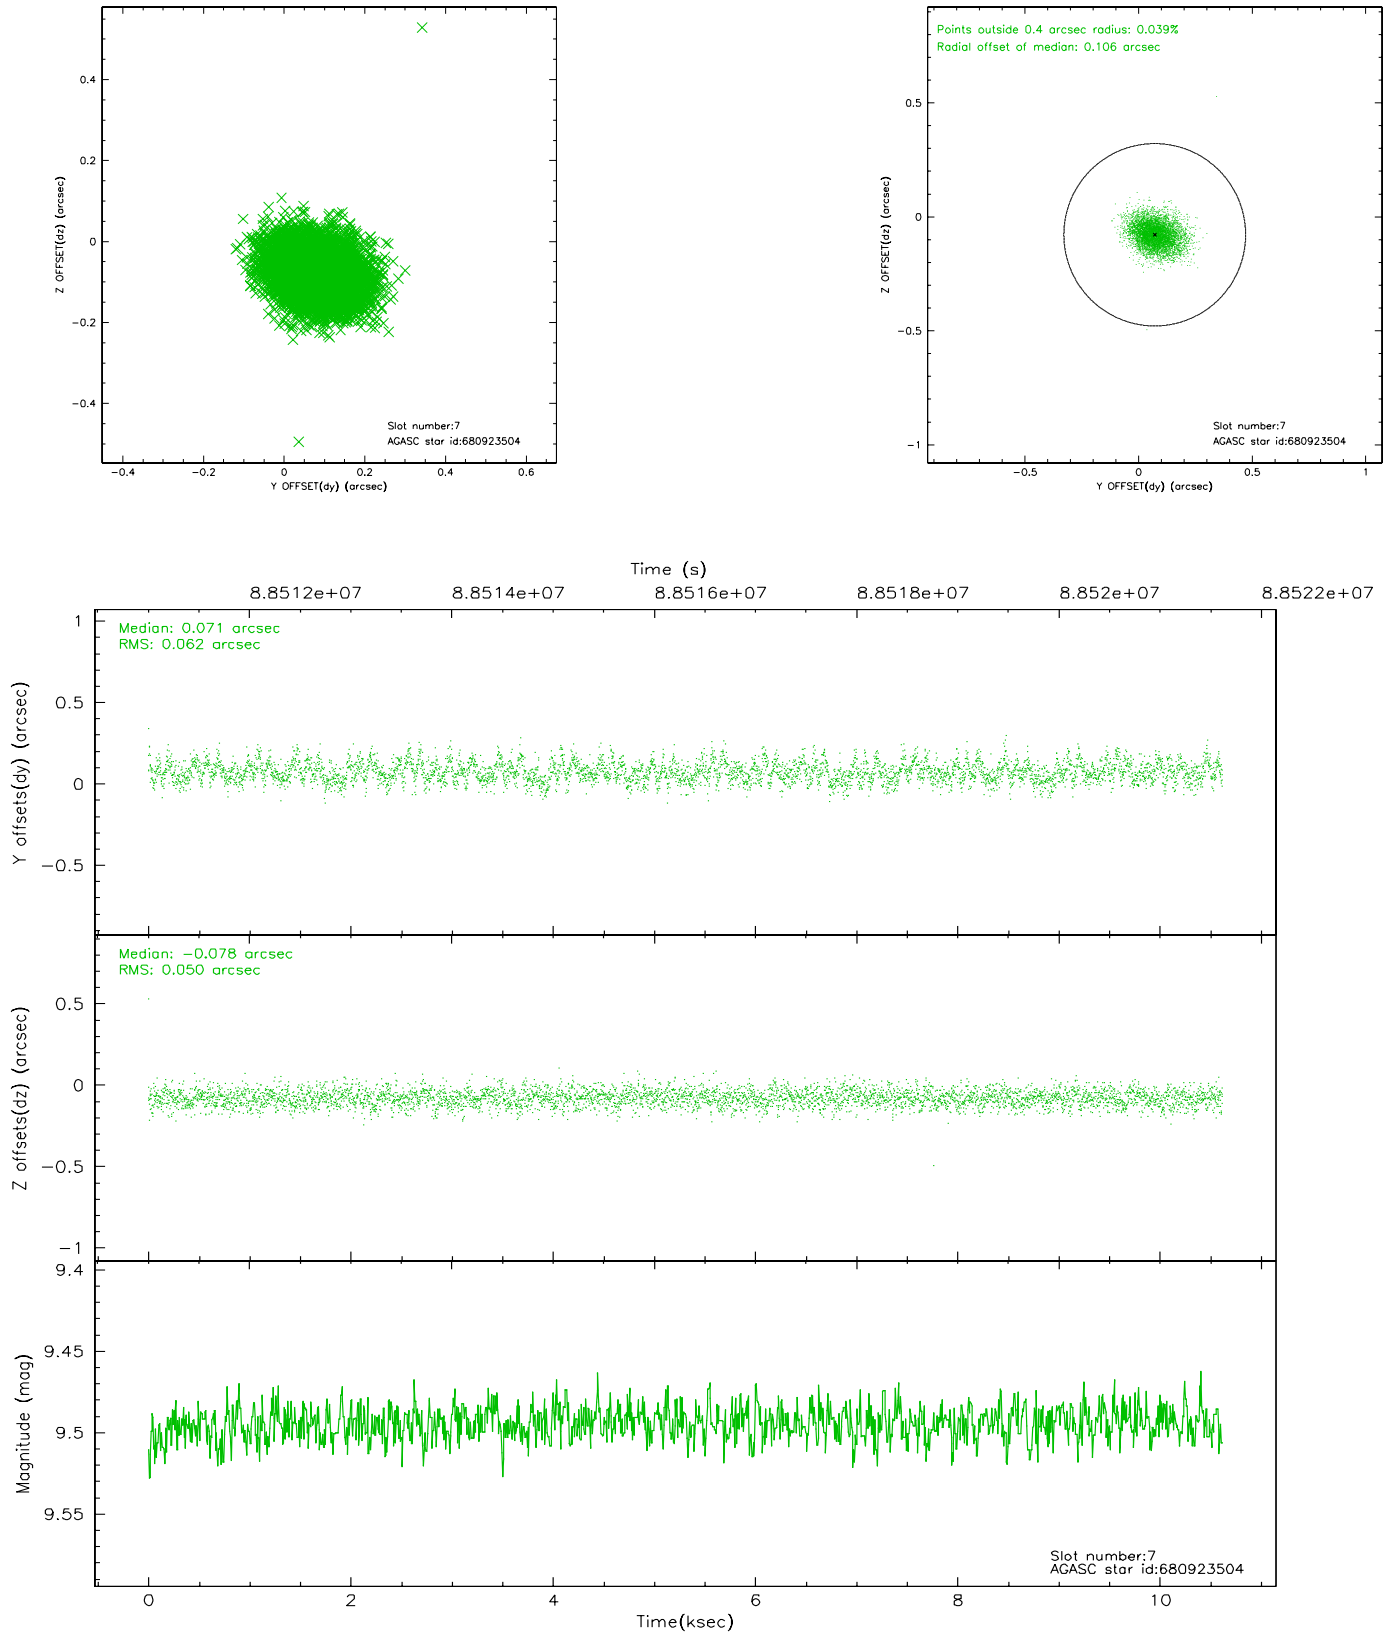 0.4
0.2
0
−0.2
−0.4
Z OFFSET(dz) (arcsec)
Slot number:7
AGASC star id:680923504
−0.4 −0.2 0 0.2 0.4 0.6
Y OFFSET(dy) (arcsec)
Points outside 0.4 arcsec radius: 0.039%
Radial offset of median: 0.106 arcsec
0.5
0
−0.5
−1
Z OFFSET(dz) (arcsec)
Slot number:7
AGASC star id:680923504
−0.5 0 0.5 1
Y OFFSET(dy) (arcsec)
Time (s)
8.8512e+07 8.8514e+07 8.8516e+07 8.8518e+07 8.852e+07 8.8522e+07
Median: 0.071 arcsec
RMS: 0.062 arcsec
1
0.5
0
−0.5
Y offsets(dy) (arcsec)
Median: −0.078 arcsec
RMS: 0.050 arcsec
0.5
0
−0.5
−1
Z offsets(dz) (arcsec)
9.4
9.45
9.5
9.55
Magnitude (mag)
Slot number:7
AGASC star id:680923504
0 2 4 6 8 10
Time(ksec)